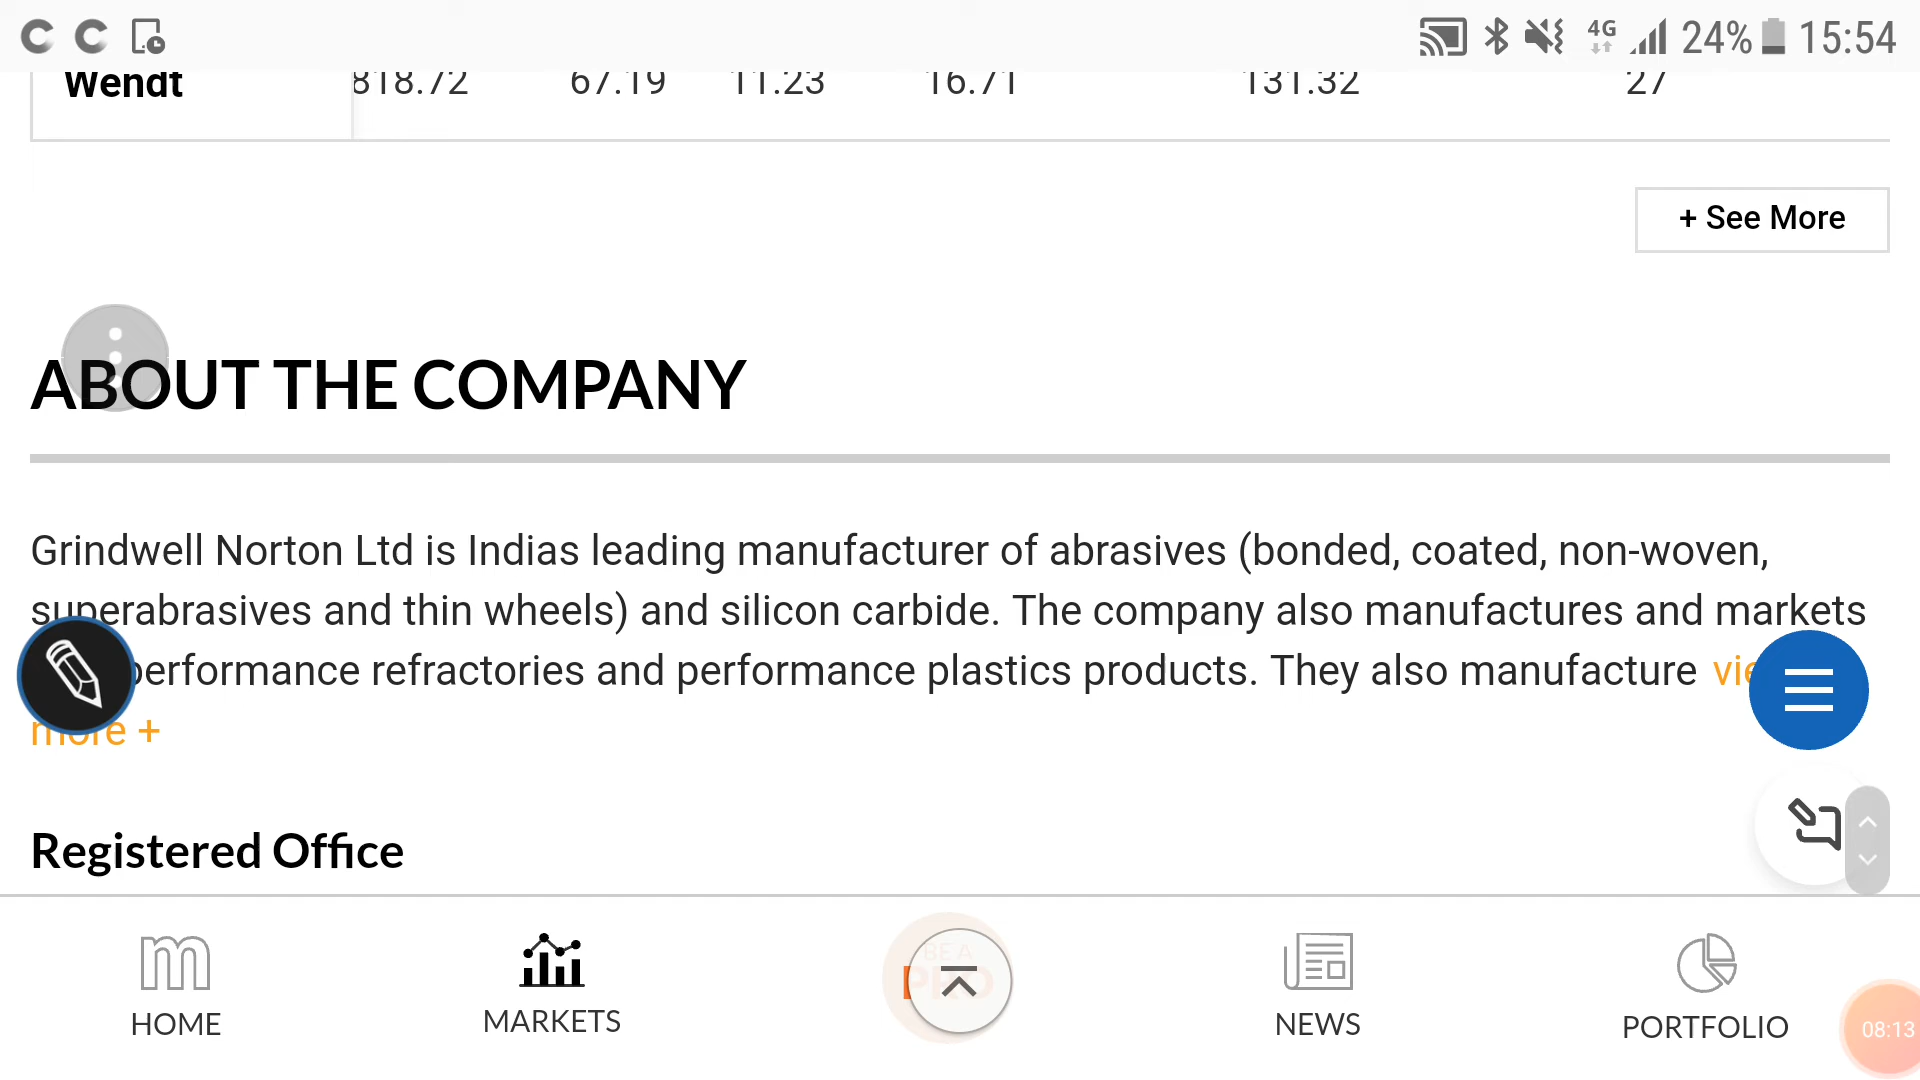 4G 24% 15:54
Wendt 818.72 67.19 11.23 16.71 131.32 27
+ See More
ABOUT THE COMPANY
Grindwell Norton Ltd is Indias leading manufacturer of abrasives (bonded, coated, non-woven,
superabrasives and thin wheels) and silicon carbide. The company also manufactures and markets
performance refractories and performance plastics products. They also manufacture
more +
Registered Office
BE A
PRO
HOME MARKETS NEWS PORTFOLIO
08:13